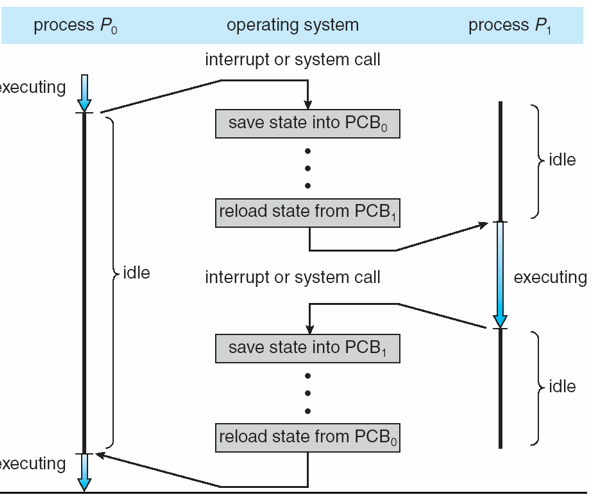 process P0 operating system process P1
interrupt or system call
executing
save state into PCB0
idle
reload state from PCB1
idle
interrupt or system call
executing
save state into PCB1
idle
reload state from PCB0
executing